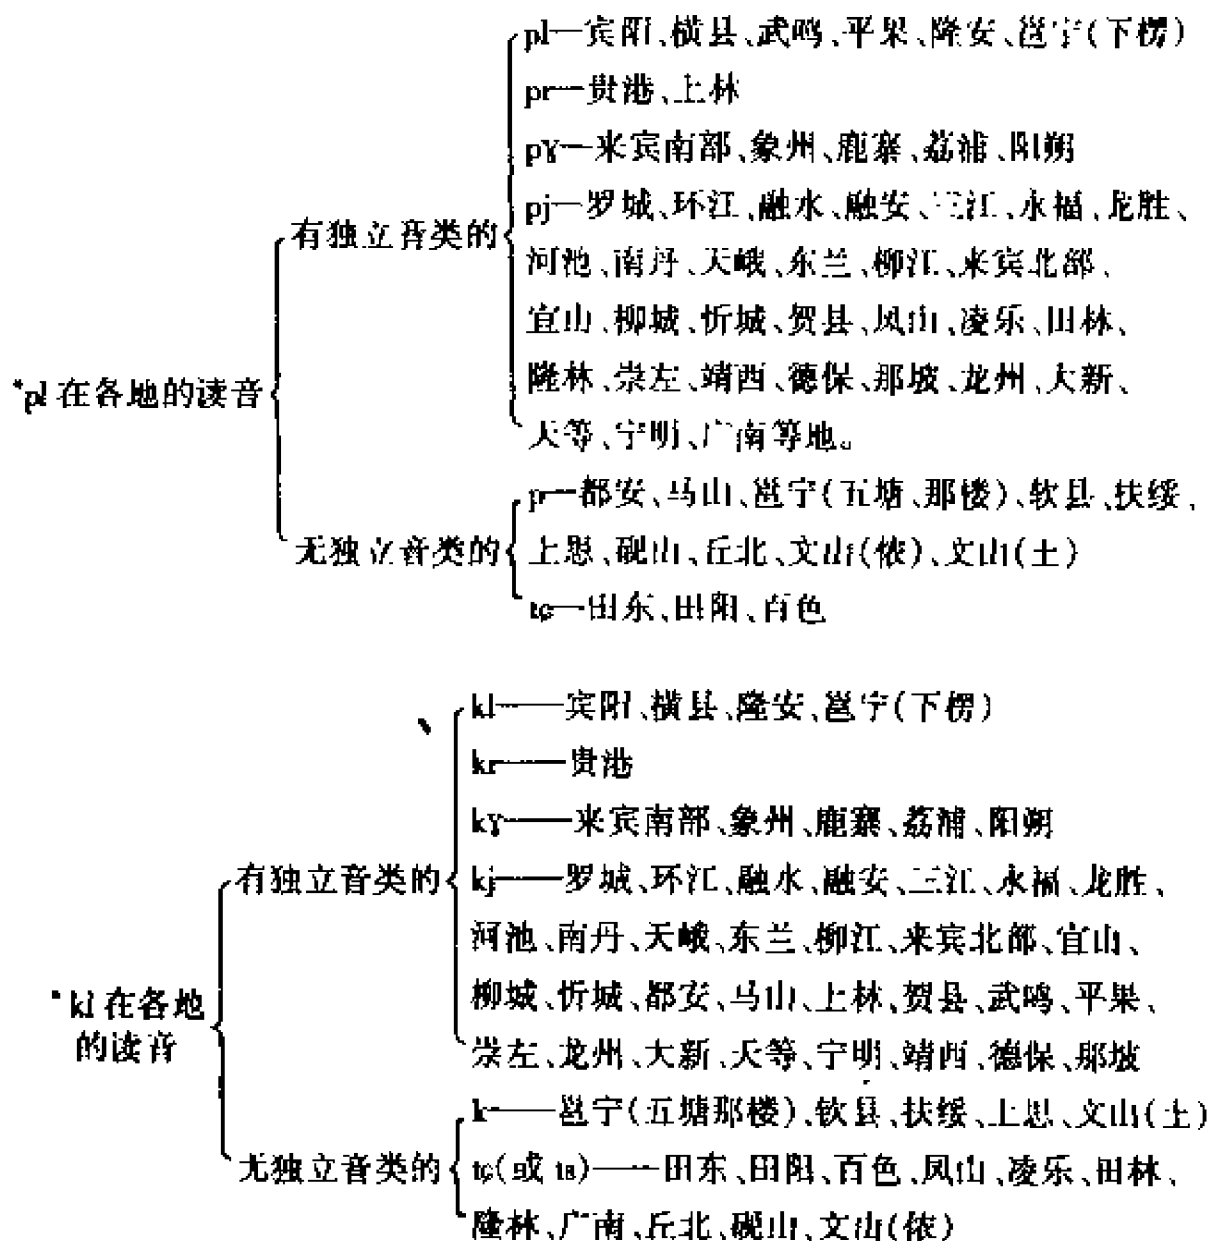 pl—宾阳、横县、武鸣、平果、隆安、邕宁(下楞)
pr—贵港、上林
pɣ—来宾南部、象州、鹿寨、荔浦、阳朔
pj—罗城、环江、融水、融安、三江、永福、龙胜、
有独立音类的
河池、南丹、天峨、东兰、柳江、来宾北部、
宜山、柳城、忻城、贺县、凤山、凌乐、田林、
隆林、崇左、靖西、德保、那坡、龙州、大新、
*pl 在各地的读音
天等、宁明、广南等地。
p—都安、马山、邕宁(五塘、那楼)、钦县、扶绥、
无独立音类的
上思、砚山、丘北、文山(侬)、文山(土)
tɕ—田东、田阳、百色
kl——宾阳、横县、隆安、邕宁(下楞)
kr——贵港
kɣ——来宾南部、象州、鹿寨、荔浦、阳朔
有独立音类的
kj——罗城、环江、融水、融安、三江、永福、龙胜、
河池、南丹、天峨、东兰、柳江、来宾北部、宜山、
柳城、忻城、都安、马山、上林、贺县、武鸣、平果、
*kl 在各地
的读音
崇左、龙州、大新、天等、宁明、靖西、德保、那坡
k——邕宁(五塘那楼)、钦县、扶绥、上思、文山(土)
无独立音类的
tɕ(或 ts)——田东、田阳、百色、凤山、凌乐、田林、
隆林、广南、丘北、砚山、文山(侬)